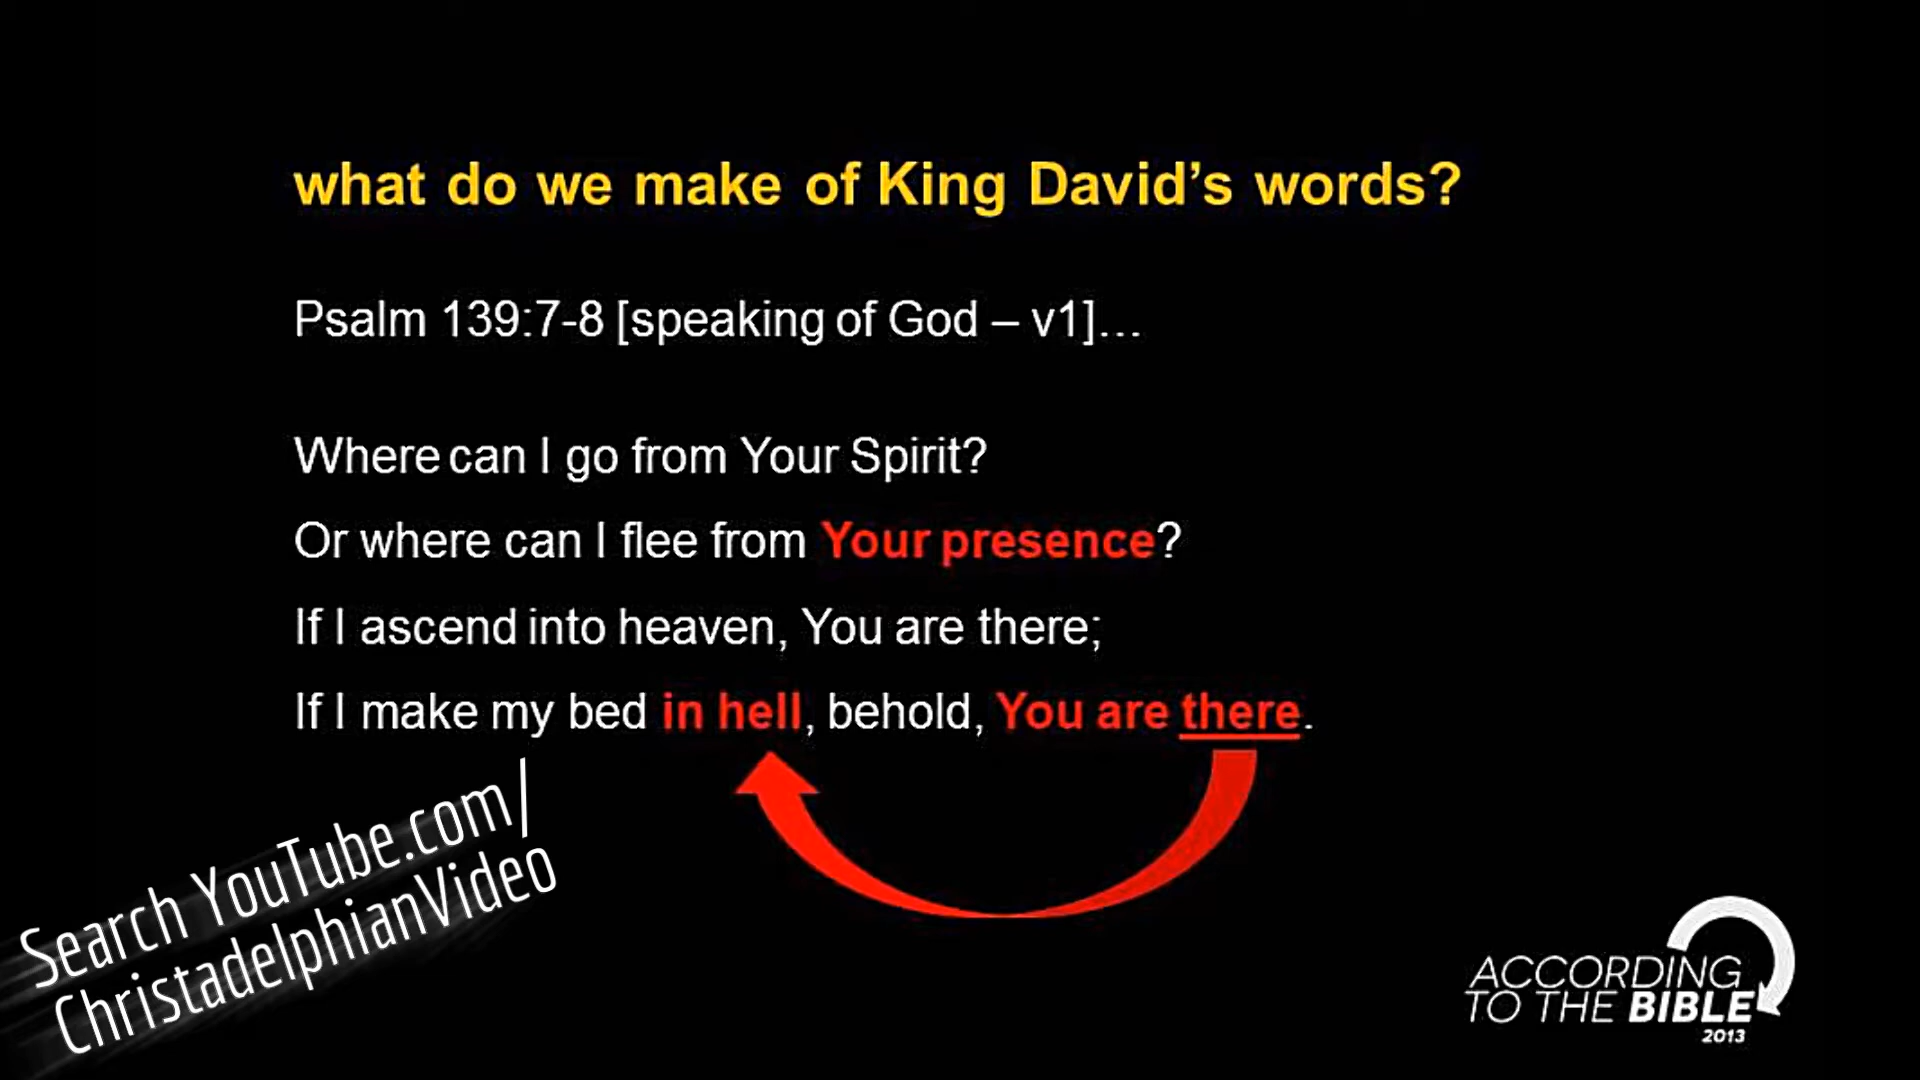 what do we make of King David’s words?
Psalm 139:7-8 [speaking of God – v1]…
Where can I go from Your Spirit?
Or where can I flee from Your presence?
If I ascend into heaven, You are there;
If I make my bed in hell, behold, You are there.
Search YouTube.com/
ChristadelphianVideo
ACCORDING
TO THE BIBLE
2013